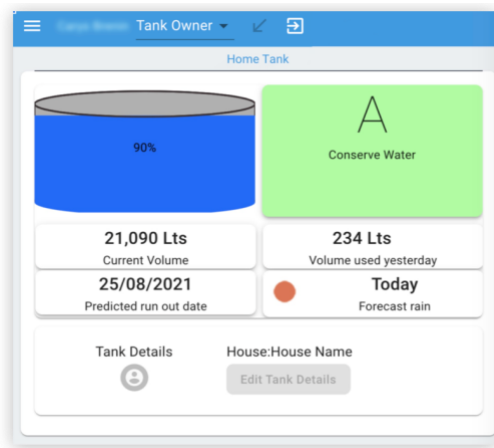 Tank Owner
Home Tank
90%
A
Conserve Water
21,090 Lts
Current Volume
234 Lts
Volume used yesterday
25/08/2021
Predicted run out date
Today
Forecast rain
Tank Details
House:House Name
Edit Tank Details